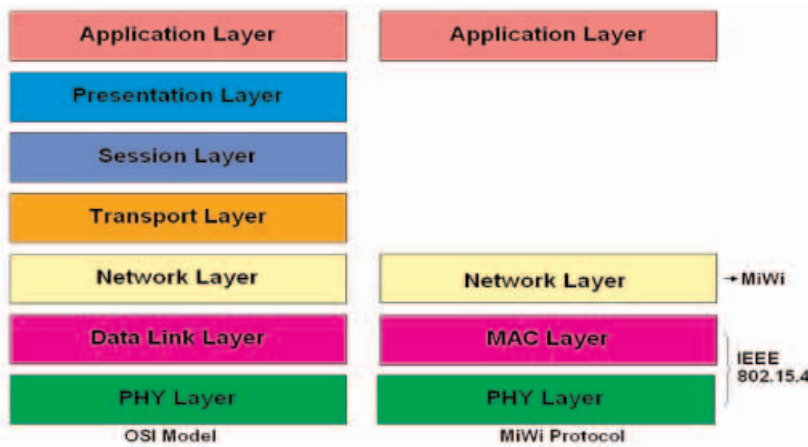 Application Layer
Application Layer
Presentation Layer
Session Layer
Transport Layer
Network Layer
Network Layer
MiWi
Data Link Layer
MAC Layer
IEEE
802.15.4
PHY Layer
PHY Layer
OSI Model
MiWi Protocol